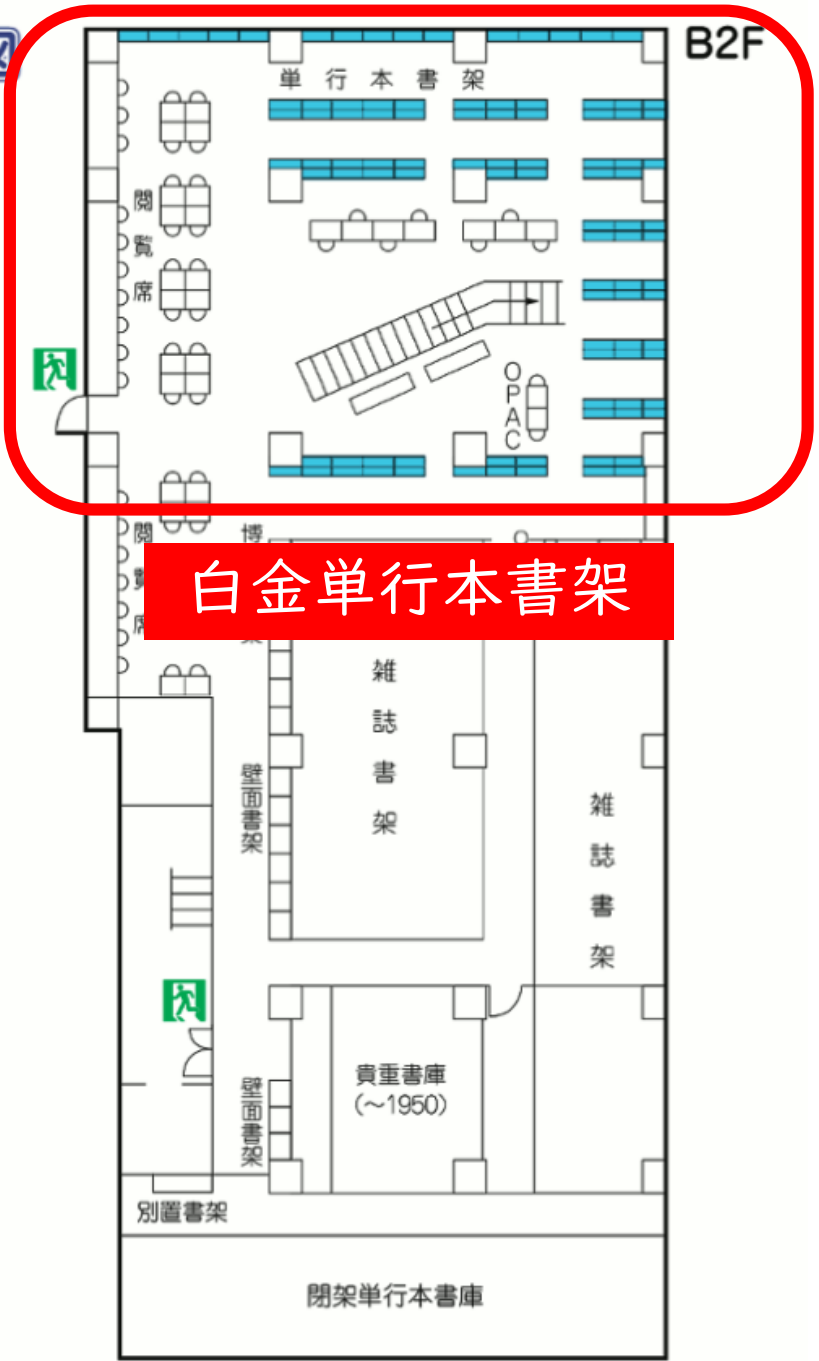 B2F
単行本書架
閲覧席
OPAC
閲覧席
博
白金単行本書架
雑誌書架
壁面書架
雑誌書架
貴重書庫
(～1950)
壁面書架
別置書架
閉架単行本書庫